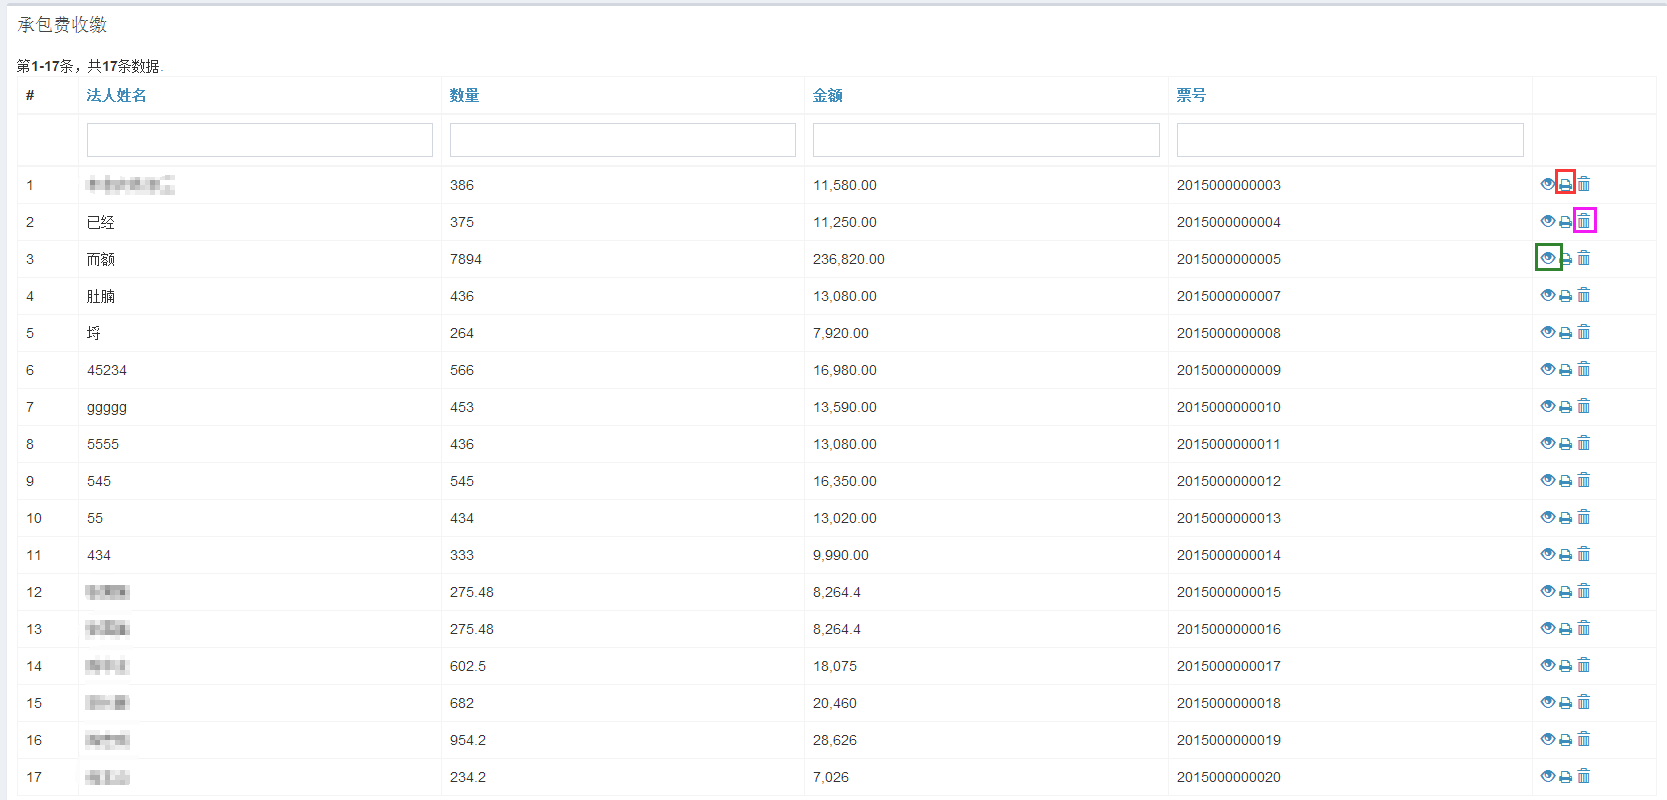 承包费收缴
第1-17条，共17条数据.
# 法人姓名 数量 金额 票号
1 386 11,580.00 2015000000003
2 已经 375 11,250.00 2015000000004
3 而额 7894 236,820.00 2015000000005
4 肚腩 436 13,080.00 2015000000007
5 埒 264 7,920.00 2015000000008
6 45234 566 16,980.00 2015000000009
7 ggggg 453 13,590.00 2015000000010
8 5555 436 13,080.00 2015000000011
9 545 545 16,350.00 2015000000012
10 55 434 13,020.00 2015000000013
11 434 333 9,990.00 2015000000014
12 275.48 8,264.4 2015000000015
13 275.48 8,264.4 2015000000016
14 602.5 18,075 2015000000017
15 682 20,460 2015000000018
16 954.2 28,626 2015000000019
17 234.2 7,026 2015000000020